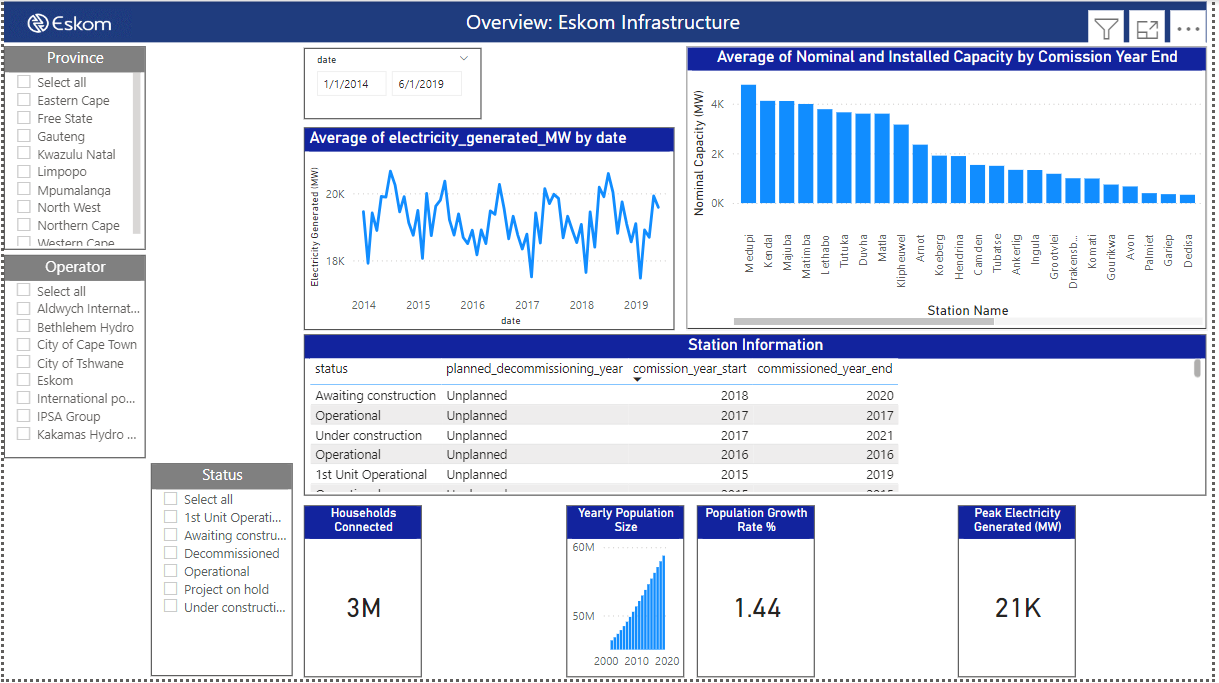 Eskom
Overview: Eskom Infrastructure
Province
Select all
Eastern Cape
Free State
Gauteng
Kwazulu Natal
Limpopo
Mpumalanga
North West
Northern Cape
Western Cape
Operator
Select all
Aldwych Internat...
Bethlehem Hydro
City of Cape Town
City of Tshwane
Eskom
International po...
IPSA Group
Kakamas Hydro ...
Status
Select all
1st Unit Operati...
Awaiting constru...
Decommissioned
Operational
Project on hold
Under constructi...
date
1/1/2014 6/1/2019
Average of electricity_generated_MW by date
Electricity Generated (MW)
20K
18K
2014 2015 2016 2017 2018 2019
date
Average of Nominal and Installed Capacity by Comission Year End
Nominal Capacity (MW)
4K
2K
0K
Medupi
Kendal
Majuba
Matimba
Lethabo
Tutuka
Duvha
Matla
Klipheuwel
Arnot
Koeberg
Hendrina
Camden
Tubatse
Ankerlig
Ingula
Grootvlei
Drakensb...
Komati
Gourikwa
Avon
Palmiet
Gariep
Dedisa
Station Name
Station Information
status planned_decommissioning_year comission_year_start commissioned_year_end
Awaiting construction Unplanned 2018 2020
Operational Unplanned 2017 2017
Under construction Unplanned 2017 2021
Operational Unplanned 2016 2016
1st Unit Operational Unplanned 2015 2019
Households
Connected
3M
Yearly Population
Size
60M
50M
2000 2010 2020
Population Growth
Rate %
1.44
Peak Electricity
Generated (MW)
21K